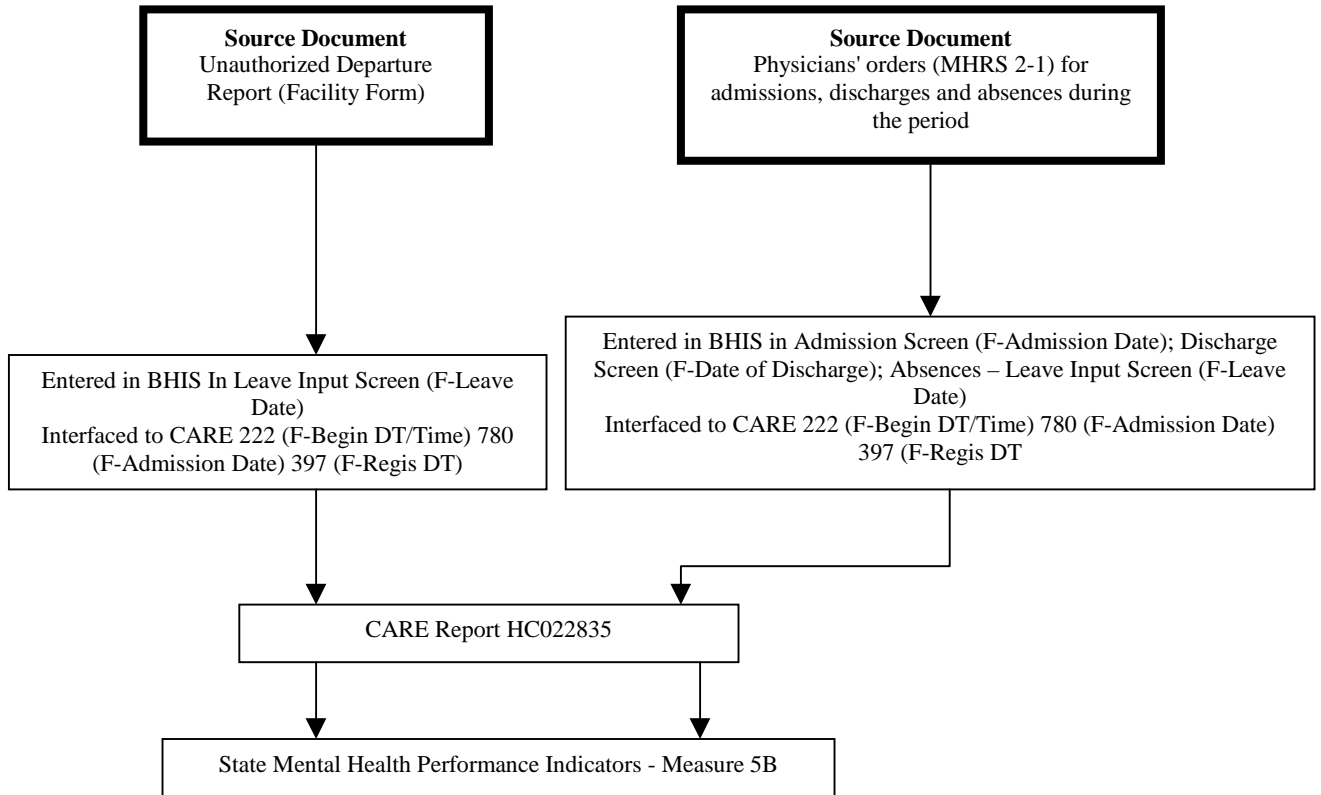 Source Document
Unauthorized Departure
Report (Facility Form)
Source Document
Physicians' orders (MHRS 2-1) for
admissions, discharges and absences during
the period
Entered in BHIS In Leave Input Screen (F-Leave
Date)
Interfaced to CARE 222 (F-Begin DT/Time) 780
(F-Admission Date) 397 (F-Regis DT)
Entered in BHIS in Admission Screen (F-Admission Date); Discharge
Screen (F-Date of Discharge); Absences – Leave Input Screen (F-Leave
Date)
Interfaced to CARE 222 (F-Begin DT/Time) 780 (F-Admission Date)
397 (F-Regis DT
CARE Report HC022835
State Mental Health Performance Indicators - Measure 5B